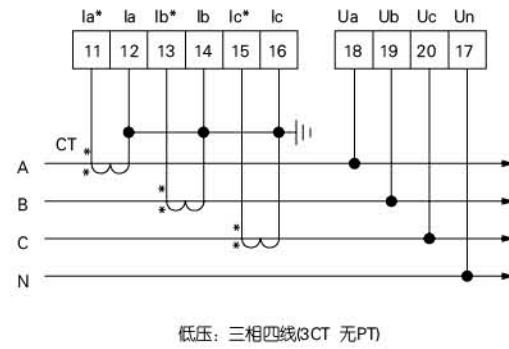 Ia* Ia Ib* Ib Ic* Ic Ua Ub Uc Un
11 12 13 14 15 16 18 19 20 17
CT
*
A *
*
B *
*
C *
N
低压: 三相四线(3CT 无PT)